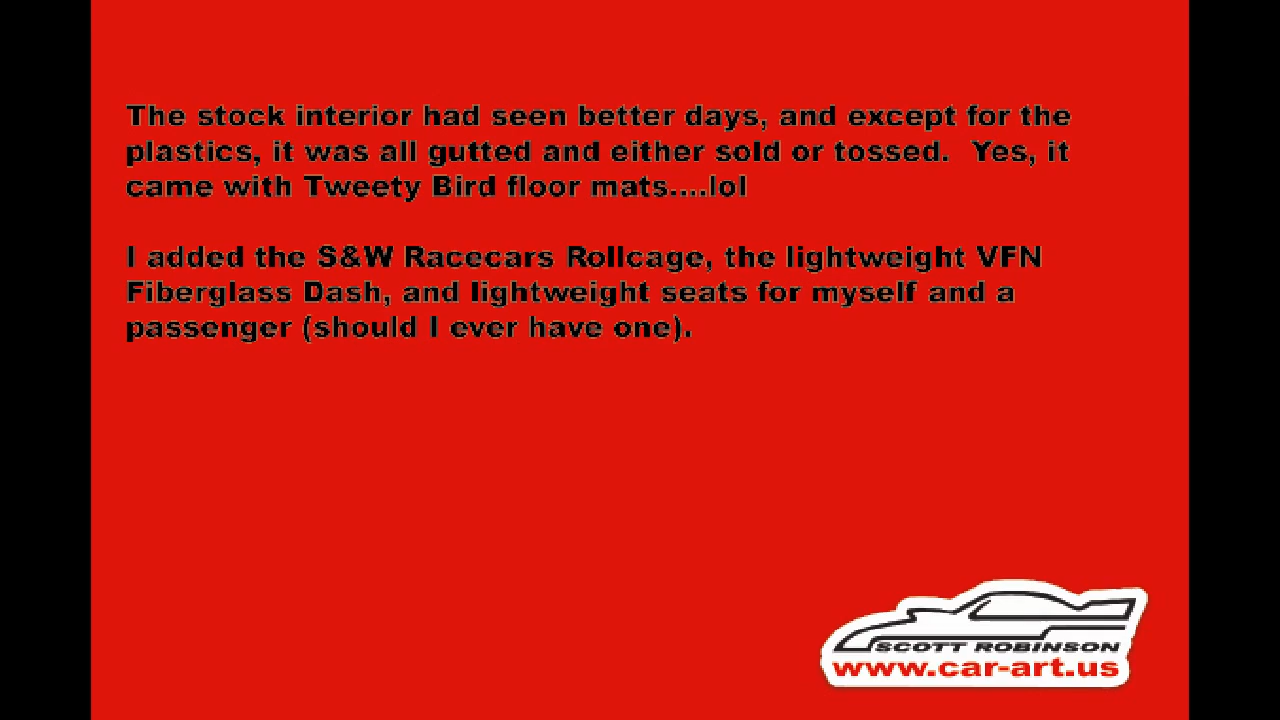 The stock interior had seen better days, and except for the
plastics, it was all gutted and either sold or tossed.  Yes, it
came with Tweety Bird floor mats....lol
I added the S&W Racecars Rollcage, the lightweight VFN
Fiberglass Dash, and lightweight seats for myself and a
passenger (should I ever have one).
SCOTT ROBINSON
www.car-art.us